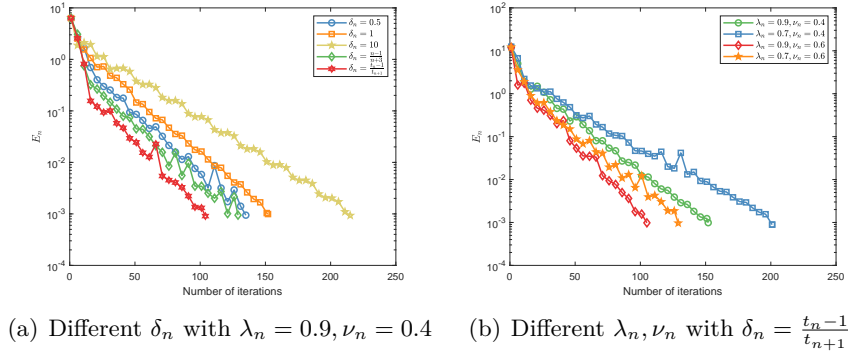 10^1
10^0
10^-1
10^-2
10^-3
10^-4
E_n
0 50 100 150 200 250
Number of iterations
δ_n = 0.5
δ_n = 1
δ_n = 10
δ_n = \frac{n-1}{n+3}
δ_n = \frac{t_n-1}{t_{n+1}}
10^2
10^1
10^0
10^-1
10^-2
10^-3
10^-4
E_n
0 50 100 150 200 250
Number of iterations
λ_n = 0.9, ν_n = 0.4
λ_n = 0.7, ν_n = 0.4
λ_n = 0.9, ν_n = 0.6
λ_n = 0.7, ν_n = 0.6
(a) Different δ_n with λ_n = 0.9, ν_n = 0.4
(b) Different λ_n, ν_n with δ_n = \frac{t_n-1}{t_{n+1}}